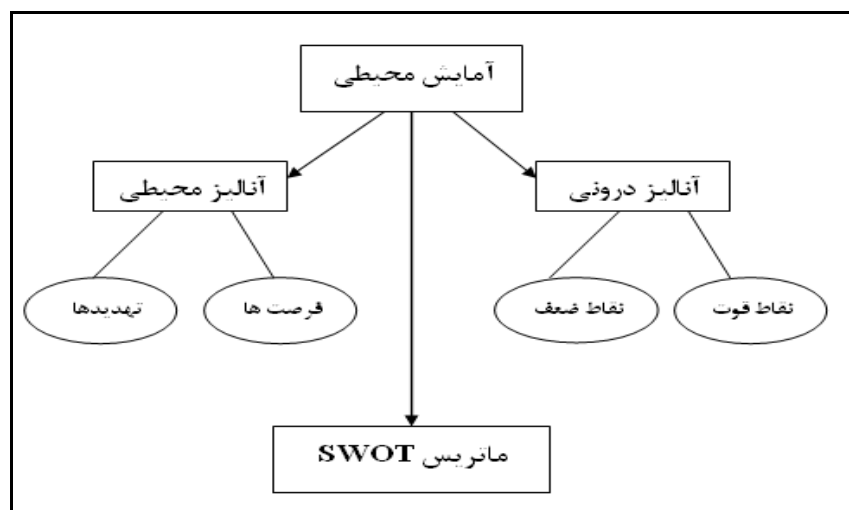 آمایش محیطی
آنالیز درونی
آنالیز محیطی
نقاط قوت
نقاط ضعف
فرصت ها
تهدیدها
ماتریس SWOT